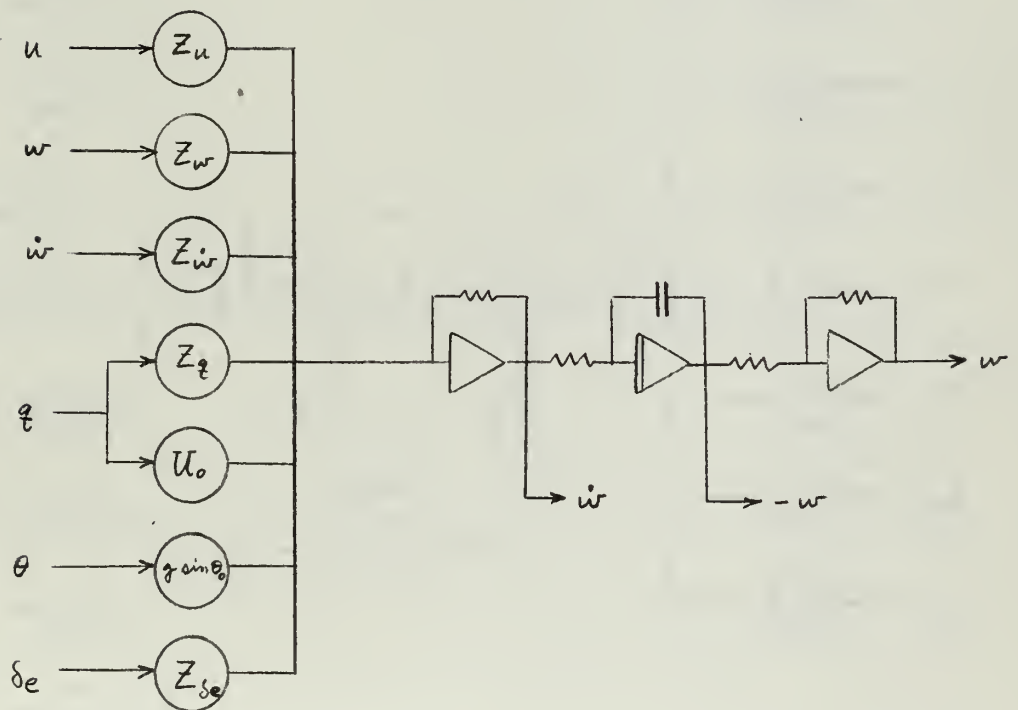 u
Z_u
w
Z_w
ẇ
Z_ẇ
q
Z_q
U_o
θ
g sin θ_o
δ_e
Z_δe
ẇ
- w
w